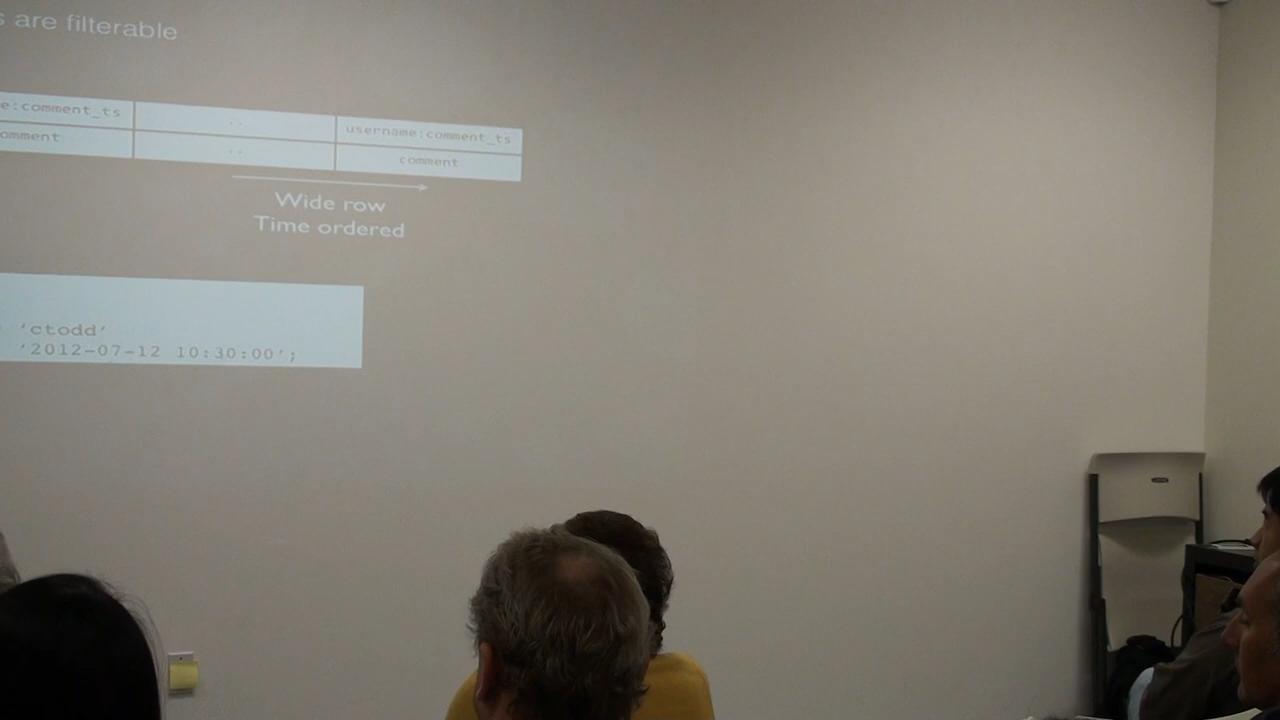 s are filterable
e:comment_ts .. username:comment_ts
omment .. comment
Wide row
Time ordered
'ctodd'
'2012-07-12 10:30:00';